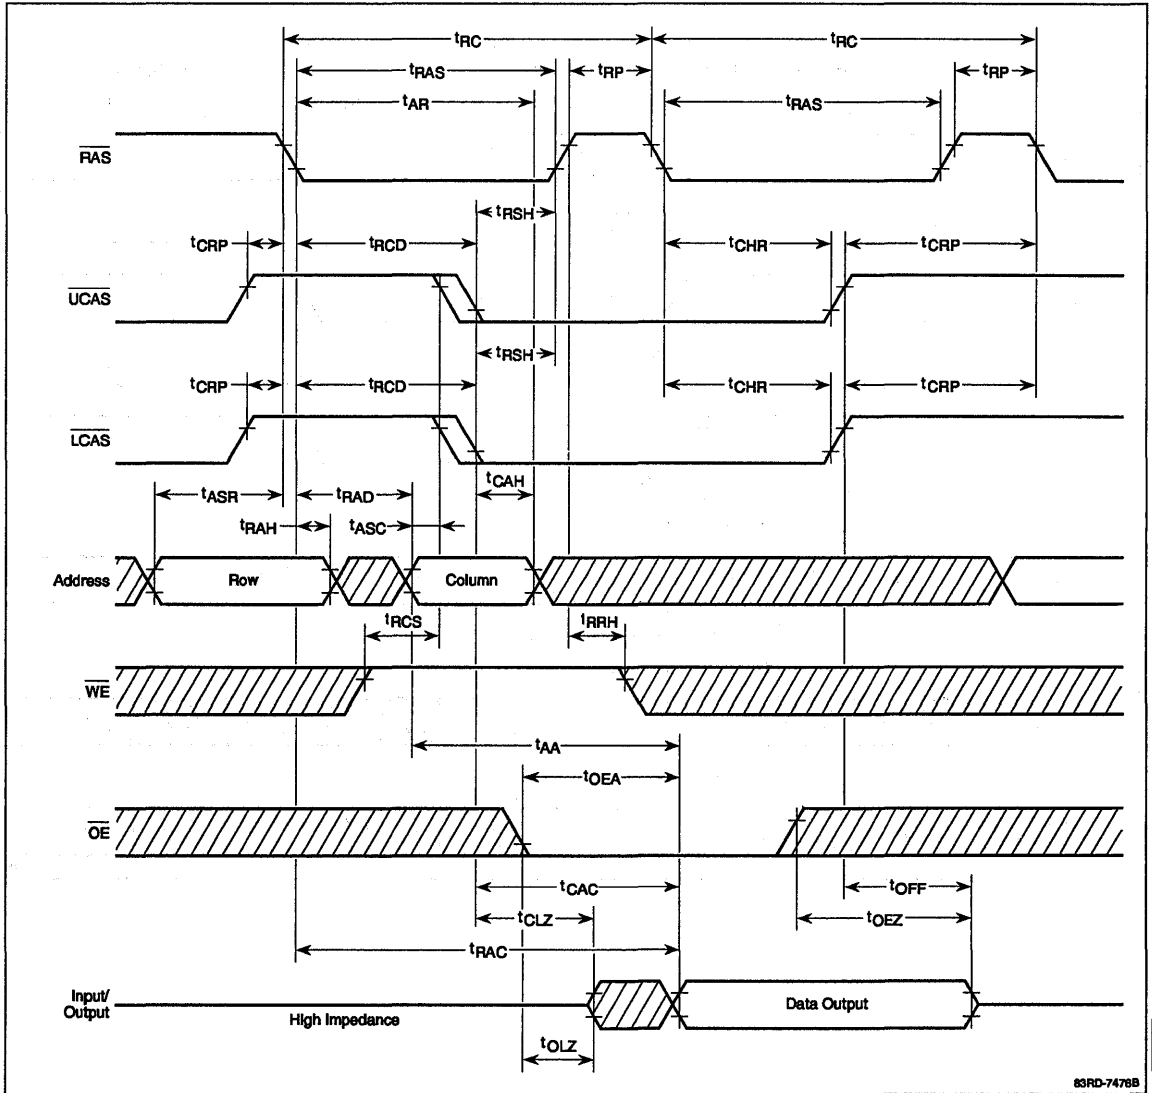 tRC tRC
tRAS tRP tRP
tAR tRAS
RAS
tRSH
tCRP tRCD tCHR tCRP
UCAS
tRSH
tCRP tRCD tCHR tCRP
LCAS
tCAH
tASR tRAD
tRAH tASC
Address Row Column
tRCS tRRH
WE
tAA
tOEA
OE
tCAC tOFF
tCLZ tOEZ
tRAC
Input/
Output High Impedance Data Output
tOLZ
83RD-7476B